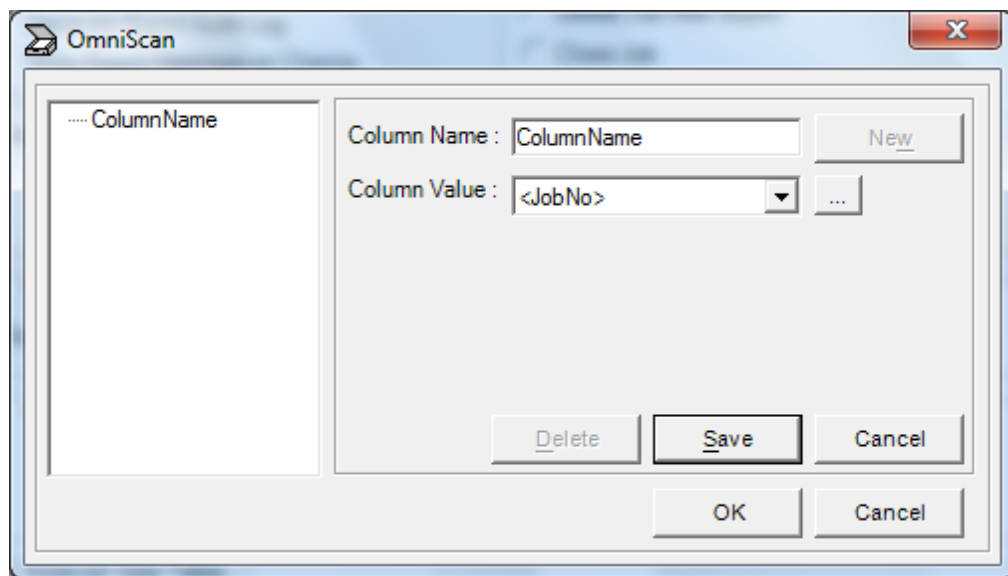 OmniScan
ColumnName
Column Name : ColumnName New
Column Value : <JobNo> ...
Delete Save Cancel
OK Cancel